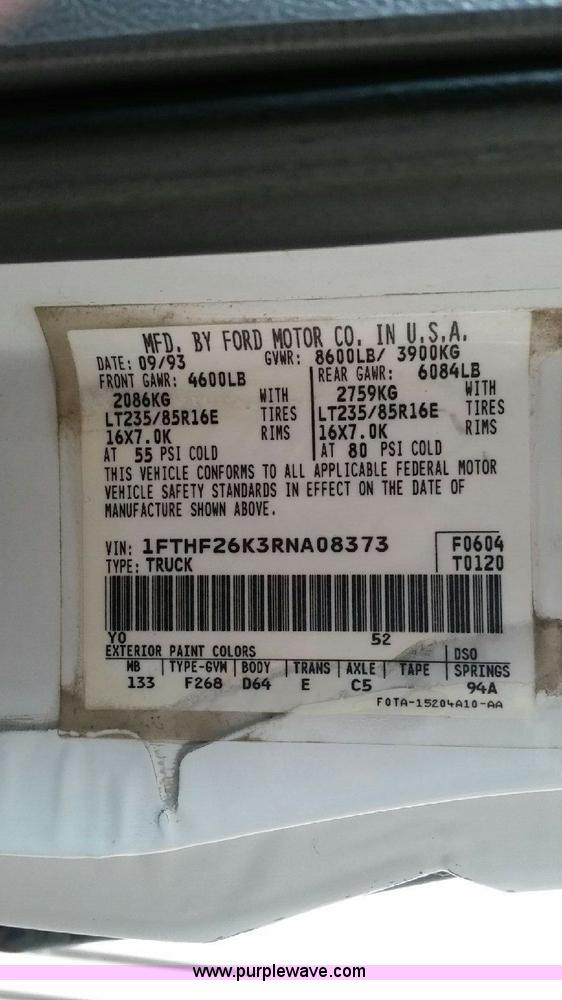 MFD. BY FORD MOTOR CO. IN U.S.A.
DATE: 09/93 GVWR: 8600LB/ 3900KG
FRONT GAWR: 4600LB REAR GAWR: 6084LB
2086KG WITH 2759KG WITH
LT235/85R16E TIRES LT235/85R16E TIRES
16X7.0K RIMS 16X7.0K RIMS
AT 55 PSI COLD AT 80 PSI COLD
THIS VEHICLE CONFORMS TO ALL APPLICABLE FEDERAL MOTOR
VEHICLE SAFETY STANDARDS IN EFFECT ON THE DATE OF
MANUFACTURE SHOWN ABOVE.
VIN: 1FTHF26K3RNA08373 F0604
TYPE: TRUCK T0120
YO 52
EXTERIOR PAINT COLORS DSO
WB TYPE-GVW BODY TRANS AXLE TAPE SPRINGS
133 F268 D64 E C5 94A
F0TA-15204A10-AA
www.purplewave.com